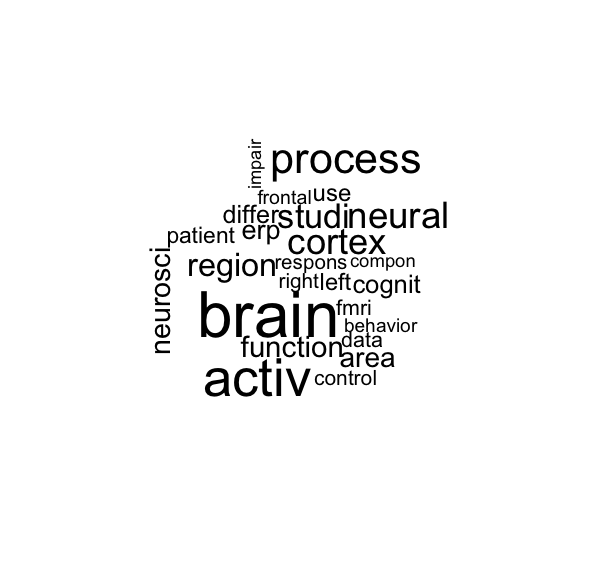 impair
process
frontal use
differ studi neural
patient erp cortex
neurosci
region respons compon
right left cognit
brain fmri
behavior
function data
area
activ control